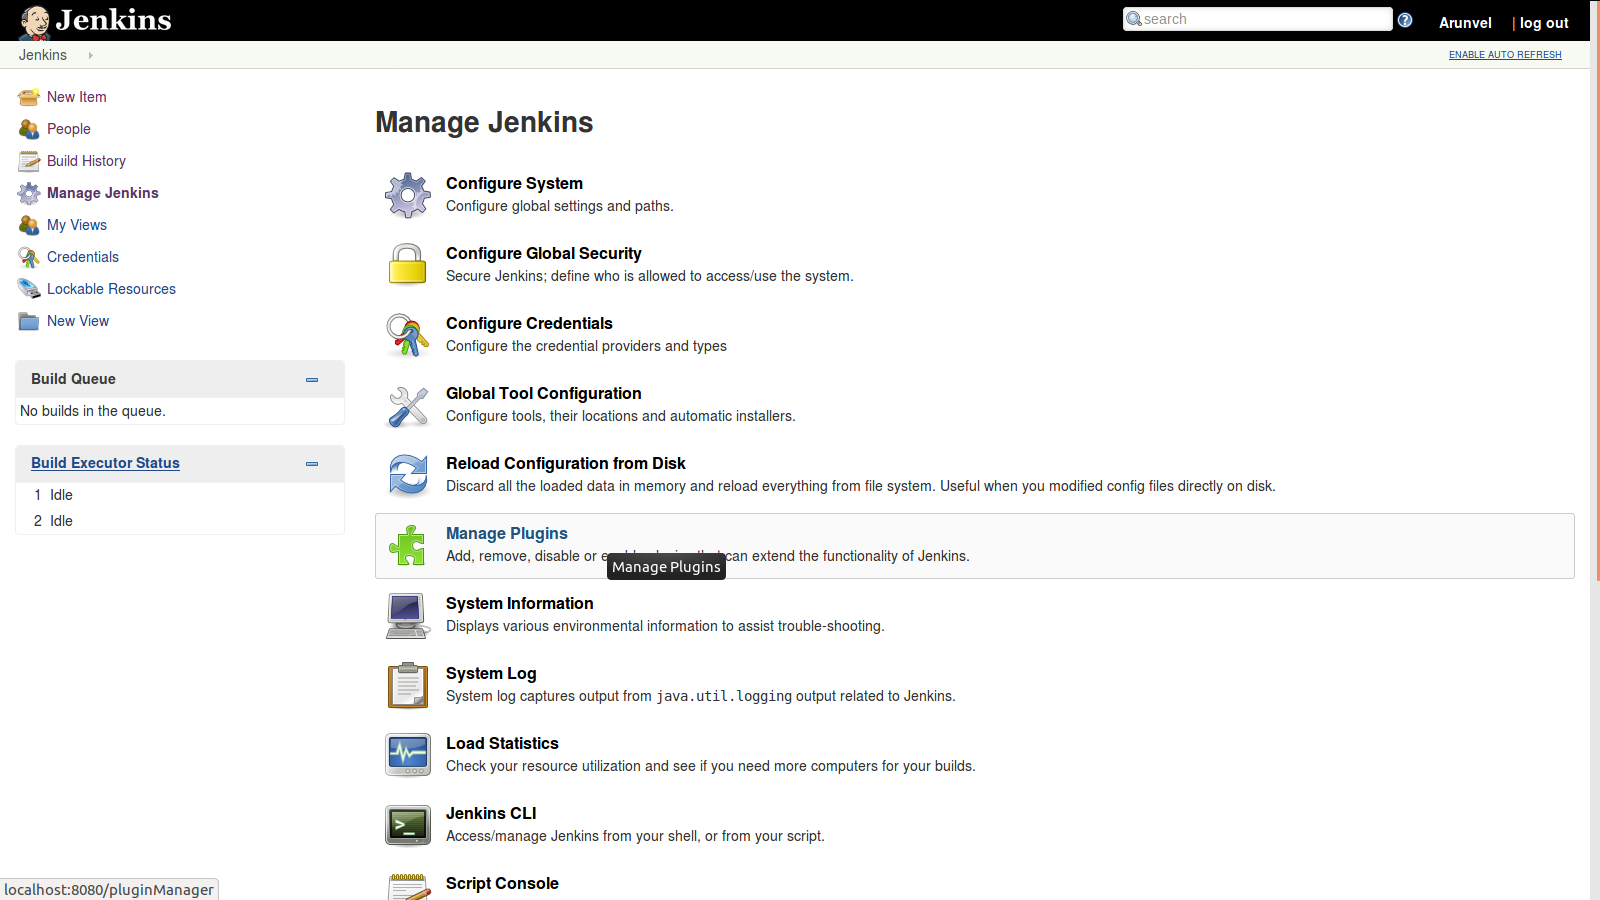 Jenkins
search
Arunvel | log out
Jenkins
ENABLE AUTO REFRESH
New Item
People
Build History
Manage Jenkins
My Views
Credentials
Lockable Resources
New View
Build Queue
No builds in the queue.
Build Executor Status
1 Idle
2 Idle
Manage Jenkins
Configure System
Configure global settings and paths.
Configure Global Security
Secure Jenkins; define who is allowed to access/use the system.
Configure Credentials
Configure the credential providers and types
Global Tool Configuration
Configure tools, their locations and automatic installers.
Reload Configuration from Disk
Discard all the loaded data in memory and reload everything from file system. Useful when you modified config files directly on disk.
Manage Plugins
Add, remove, disable or can extend the functionality of Jenkins.
Manage Plugins
System Information
Displays various environmental information to assist trouble-shooting.
System Log
System log captures output from java.util.logging output related to Jenkins.
Load Statistics
Check your resource utilization and see if you need more computers for your builds.
Jenkins CLI
Access/manage Jenkins from your shell, or from your script.
Script Console
localhost:8080/pluginManager